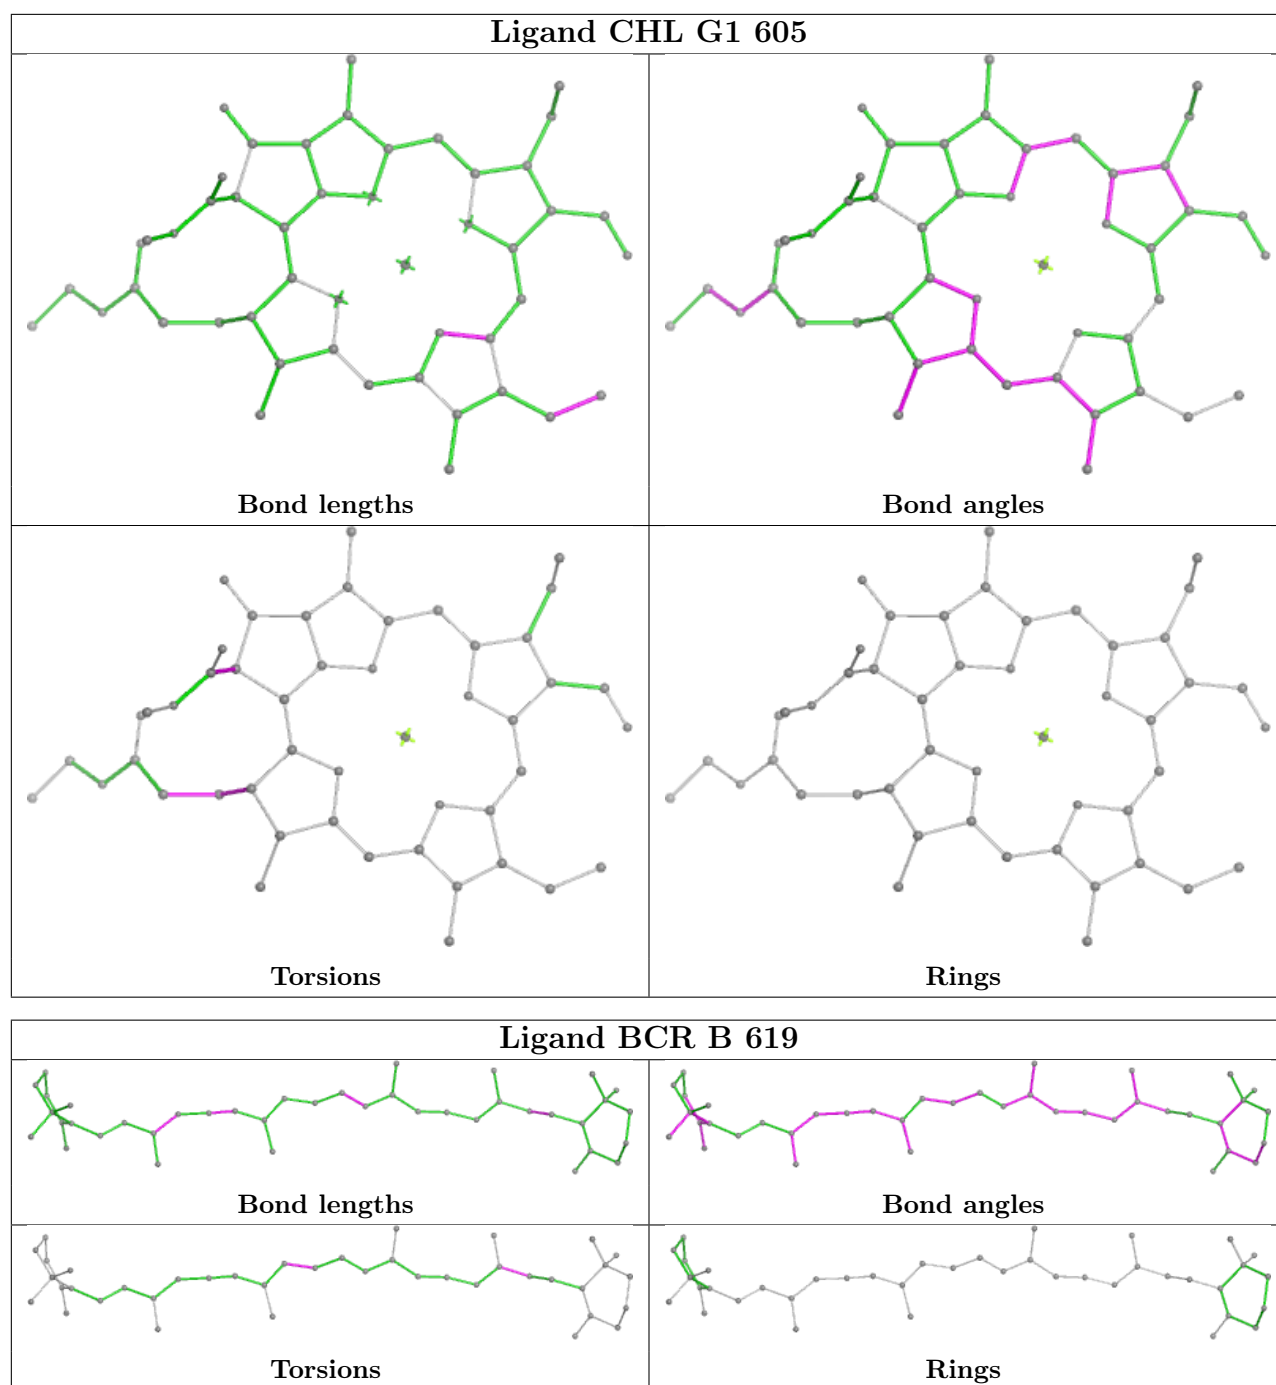 Ligand CHL G1 605
Bond lengths
Bond angles
Torsions
Rings
Ligand BCR B 619
Bond lengths
Bond angles
Torsions
Rings